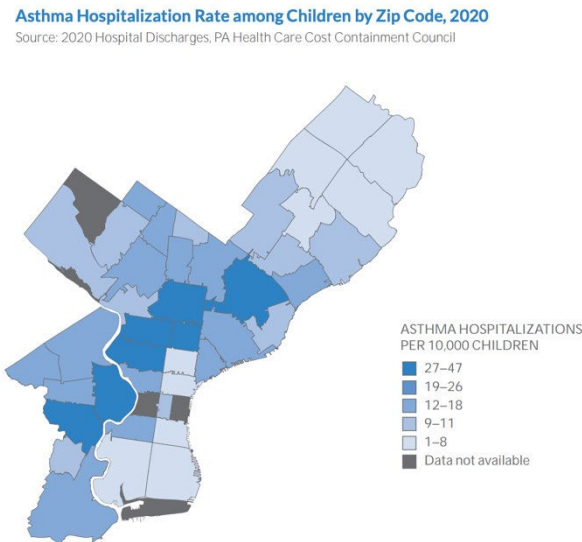 Asthma Hospitalization Rate among Children by Zip Code, 2020
Source: 2020 Hospital Discharges, PA Health Care Cost Containment Council
ASTHMA HOSPITALIZATIONS
PER 10,000 CHILDREN
27–47
19–26
12–18
9–11
1–8
Data not available